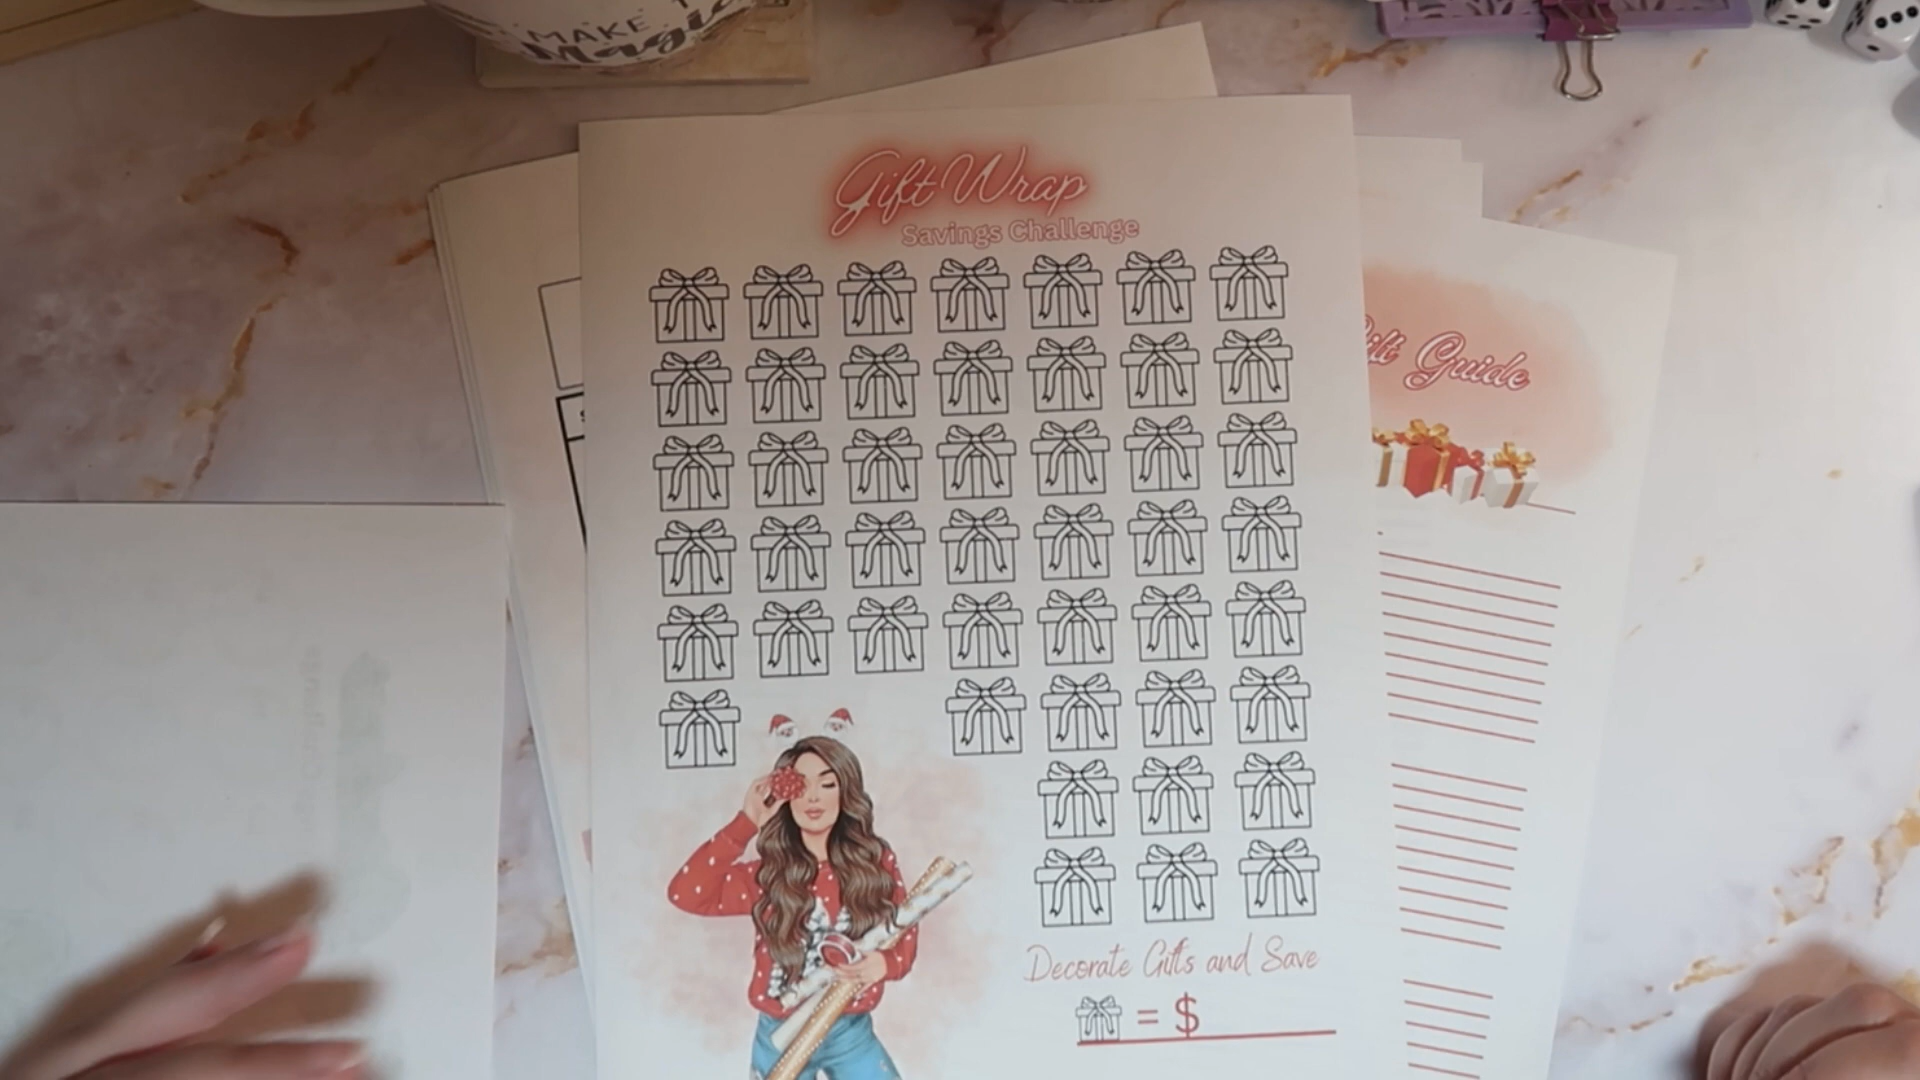 MAKE
Magic
Gift Wrap
Savings Challenge
Gift Guide
Decorate Gifts and Save
= $